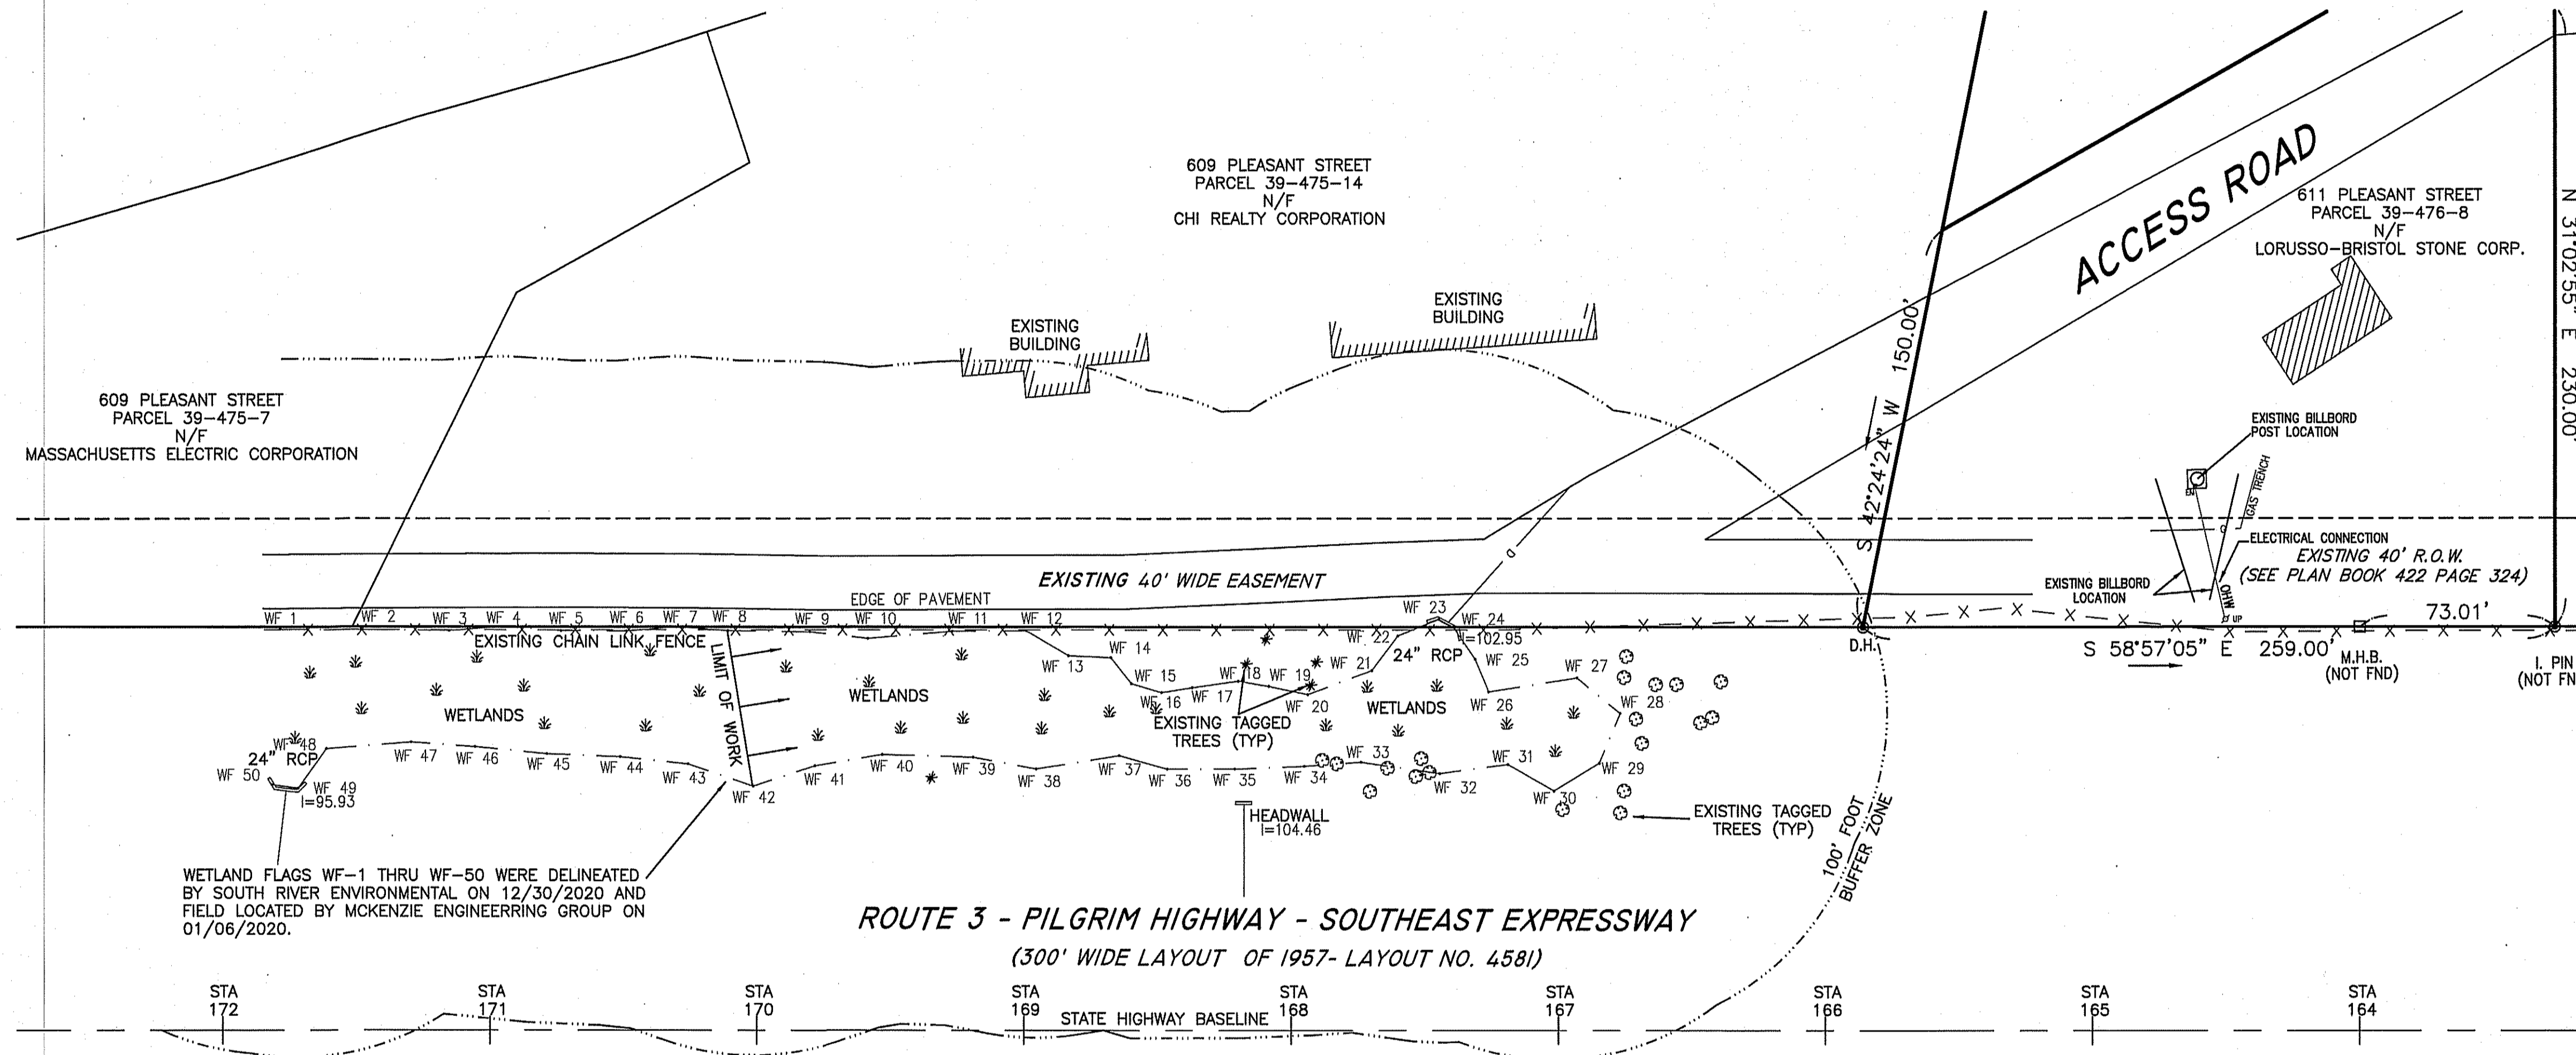 609 PLEASANT STREET
PARCEL 39-475-14
N/F
CHI REALTY CORPORATION
ACCESS ROAD
611 PLEASANT STREET
PARCEL 39-476-8
N/F
LORUSSO-BRISTOL STONE CORP.
N 31°02'55" E 230.00'
EXISTING
BUILDING
EXISTING
BUILDING
S 42°24'24" W 150.00'
609 PLEASANT STREET
PARCEL 39-475-7
N/F
MASSACHUSETTS ELECTRIC CORPORATION
EXISTING BILLBORD
POST LOCATION
EN
GAS TRENCH
G
ELECTRICAL CONNECTION
EXISTING 40' R.O.W.
(SEE PLAN BOOK 422 PAGE 324)
EXISTING BILLBORD
LOCATION
OHW
UP
EXISTING 40' WIDE EASEMENT
EDGE OF PAVEMENT
WF 1
WF 2
WF 3
WF 4
WF 5
WF 6
WF 7
WF 8
WF 9
WF 10
WF 11
WF 12
WF 23
WF 24
73.01'
EXISTING CHAIN LINK FENCE
WF 22
I=102.95
24" RCP
D.H.
S 58°57'05" E 259.00'
M.H.B.
(NOT FND)
I. PIN
(NOT FN
LIMIT OF WORK
WF 13
WF 14
WF 15
WF 16
WF 17
WF 18
WF 19
WF 20
WF 21
WF 25
WF 26
WF 27
WF 28
WETLANDS
WETLANDS
WETLANDS
EXISTING TAGGED
TREES (TYP)
WF 48
24" RCP
WF 50
WF 49
I=95.93
WF 47
WF 46
WF 45
WF 44
WF 43
WF 42
WF 41
WF 40
WF 39
WF 38
WF 37
WF 36
WF 35
WF 34
WF 33
WF 32
WF 31
WF 30
WF 29
HEADWALL
I=104.46
EXISTING TAGGED
TREES (TYP)
100' FOOT
BUFFER ZONE
WETLAND FLAGS WF-1 THRU WF-50 WERE DELINEATED
BY SOUTH RIVER ENVIRONMENTAL ON 12/30/2020 AND
FIELD LOCATED BY MCKENZIE ENGINEERRING GROUP ON
01/06/2020.
ROUTE 3 - PILGRIM HIGHWAY - SOUTHEAST EXPRESSWAY
(300' WIDE LAYOUT OF 1957- LAYOUT NO. 4581)
STA
172
STA
171
STA
170
STA
169
STA
168
STA
167
STA
166
STA
165
STA
164
STATE HIGHWAY BASELINE